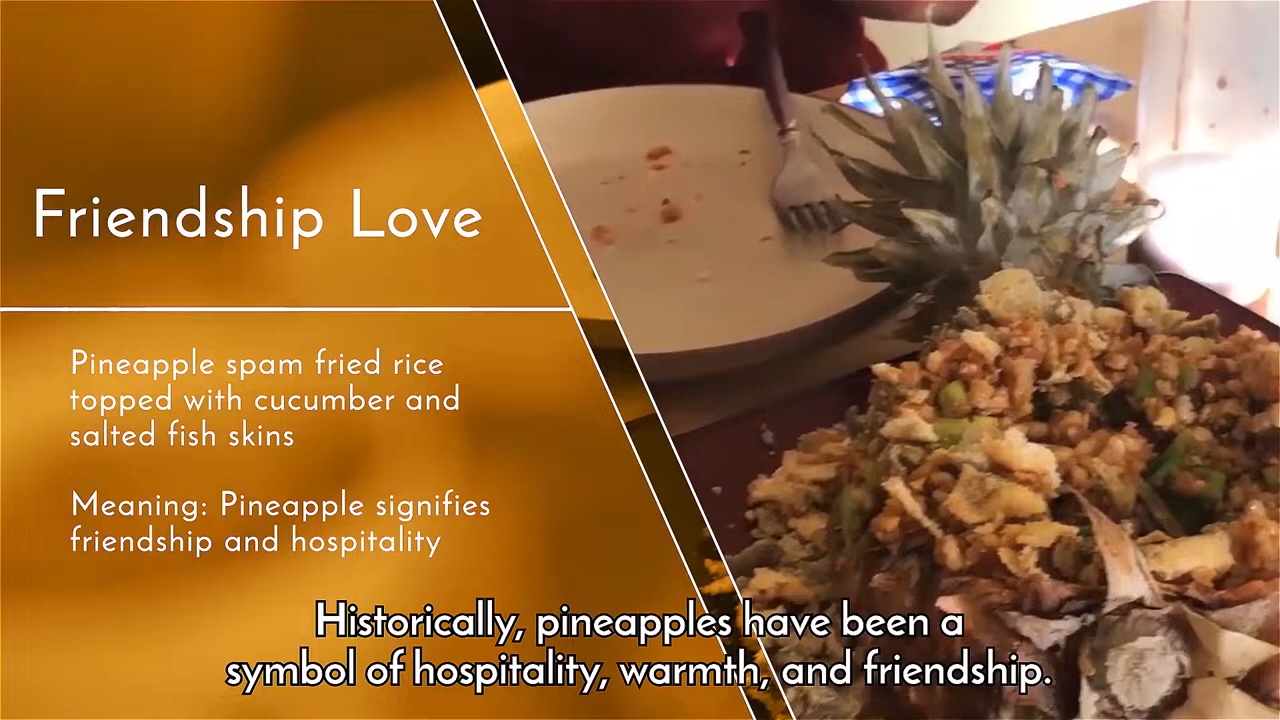 Friendship Love
Pineapple spam fried rice
topped with cucumber and
salted fish skins
Meaning: Pineapple signifies
friendship and hospitality
Historically, pineapples have been a
symbol of hospitality, warmth, and friendship.